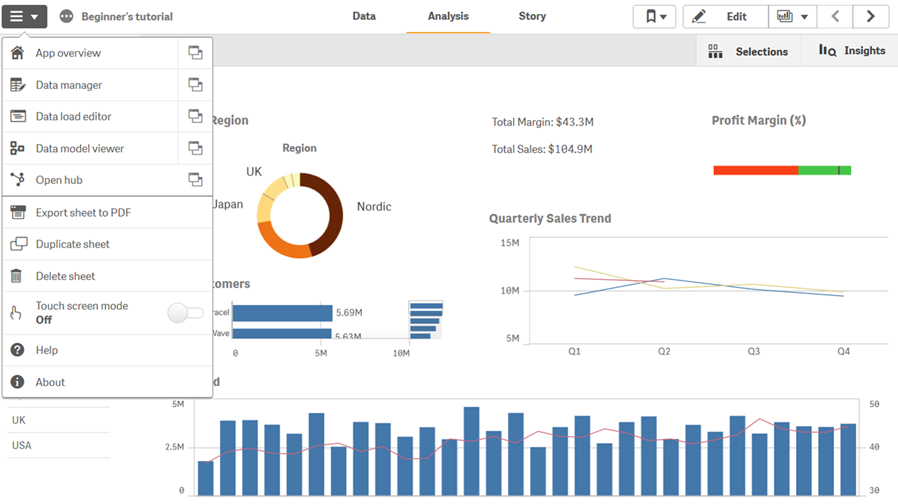 Beginner's tutorial
Data
Analysis
Story
Edit
App overview
Data manager
Data load editor
Data model viewer
Open hub
Export sheet to PDF
Duplicate sheet
Delete sheet
Touch screen mode
Off
Help
About
Selections
Insights
Region
Region
UK
Japan
Nordic
Total Margin: $43.3M
Total Sales: $104.9M
Profit Margin (%)
Quarterly Sales Trend
15M
10M
5M
Q1
Q2
Q3
Q4
tomers
racel
5.69M
Wave
5.63M
0
5M
10M
d
UK
USA
5M
2.5M
0
50
40
30